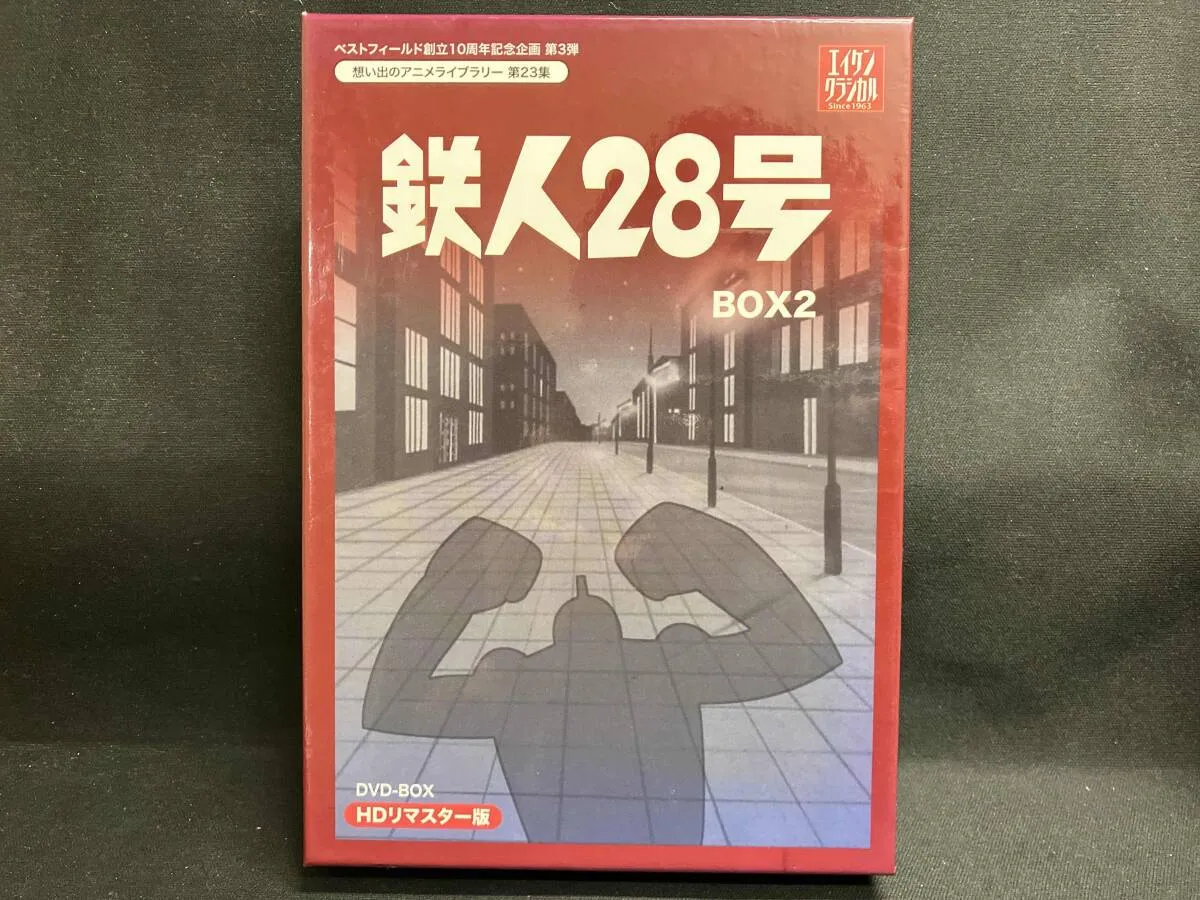 ベストフィールド創立10周年記念企画 第3弾
想い出のアニメライブラリー 第23集
エイケン
クラシカル
Since1963
鉄人28号
BOX2
DVD-BOX
HDリマスター版